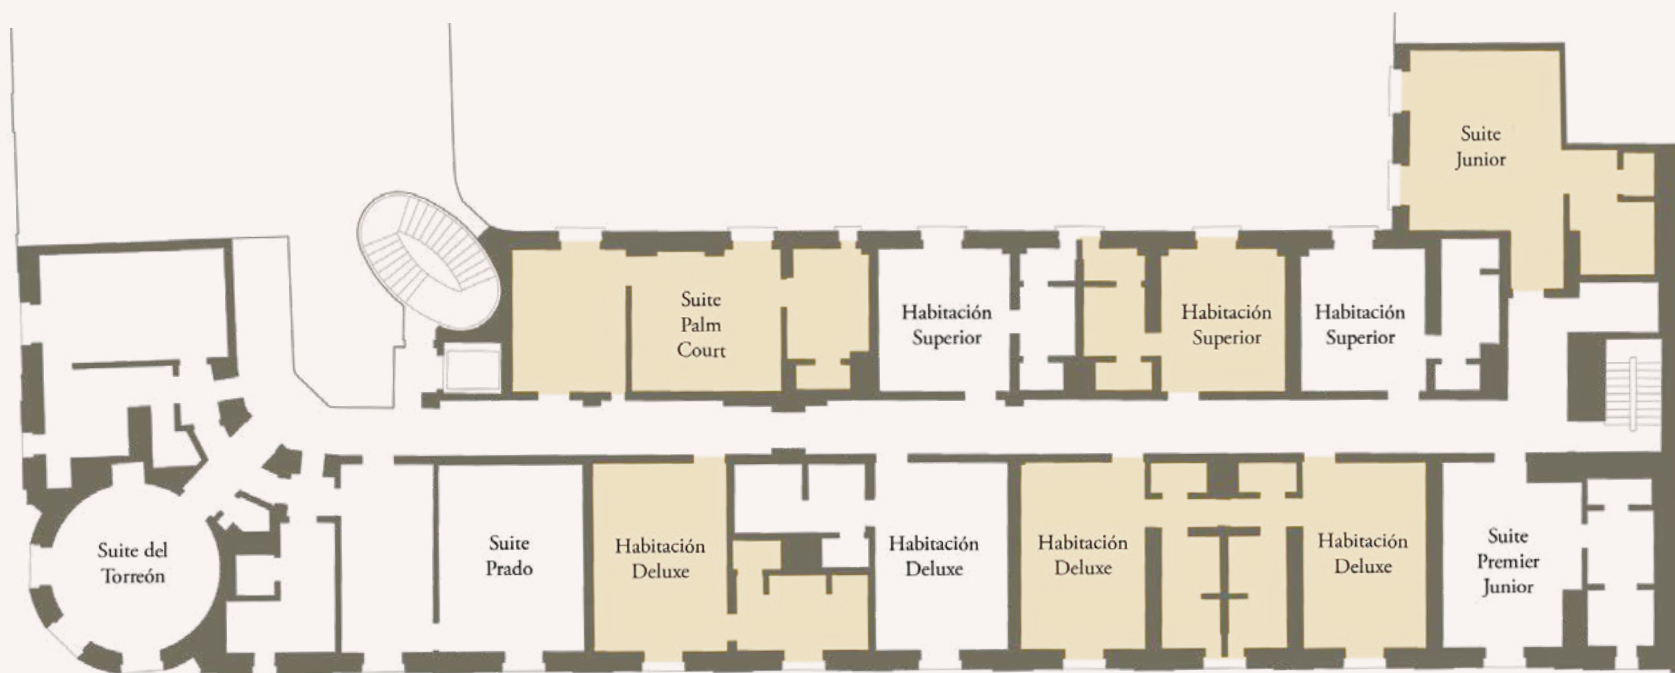 Suite
Junior
Suite
Palm
Court
Habitación
Superior
Habitación
Superior
Habitación
Superior
Suite del
Torreón
Suite
Prado
Habitación
Deluxe
Habitación
Deluxe
Habitación
Deluxe
Habitación
Deluxe
Suite
Premier
Junior